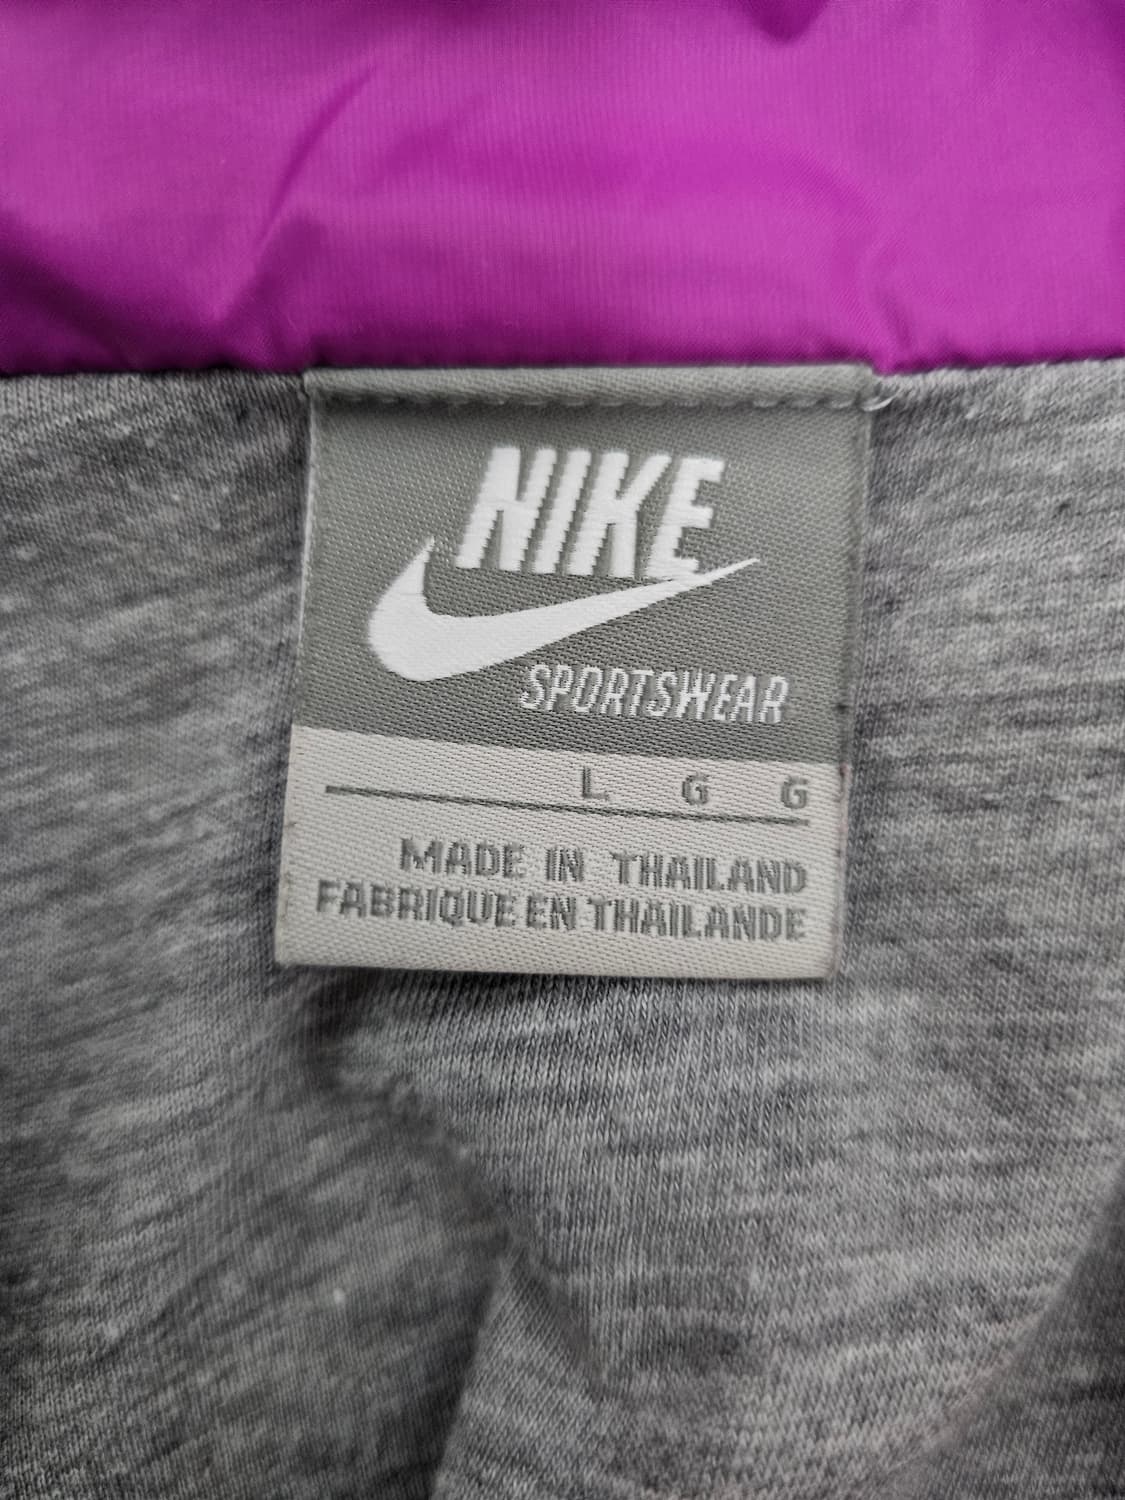 NIKE
SPORTSWEAR
L G G
MADE IN THAILAND
FABRIQUE EN THAILANDE